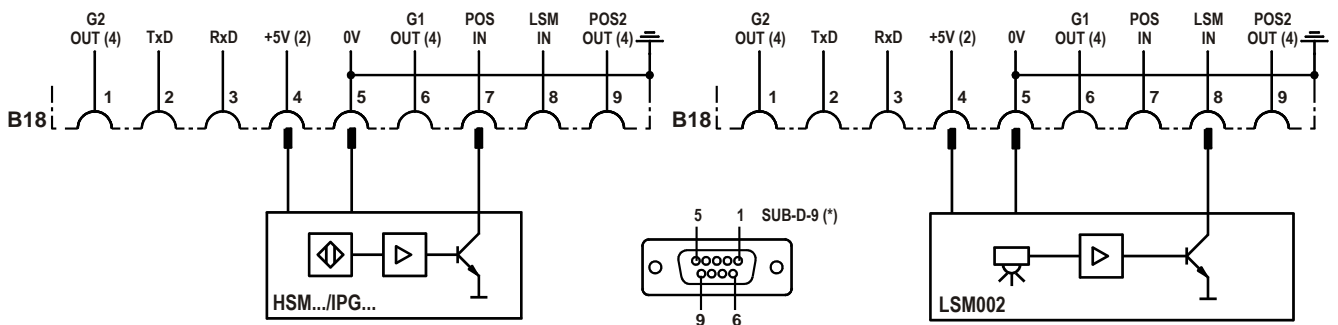 G2 POS LSM POS2 G2 POS LSM POS2
OUT (4) TxD RxD +5V (2) 0V G1 OUT (4) IN IN OUT (4)
OUT (4) TxD RxD +5V (2) 0V G1 OUT (4) IN IN OUT (4)
B18 1 2 3 4 5 6 7 8 9
B18 1 2 3 4 5 6 7 8 9
5 1 SUB-D-9 (*)
HSM.../IPG...
LSM002
9 6